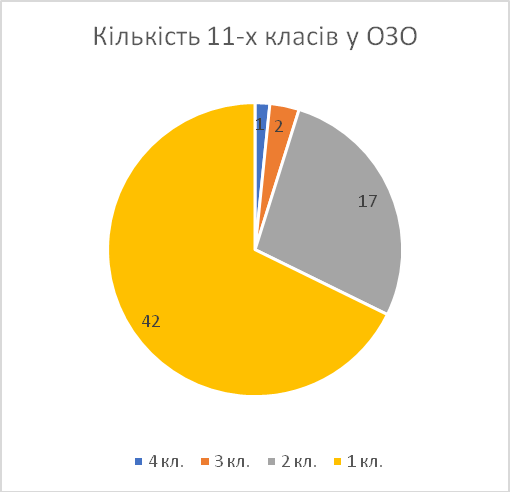 Кількість 11-х класів у ОЗО
1
2
17
42
4 кл.
3 кл.
2 кл.
1 кл.